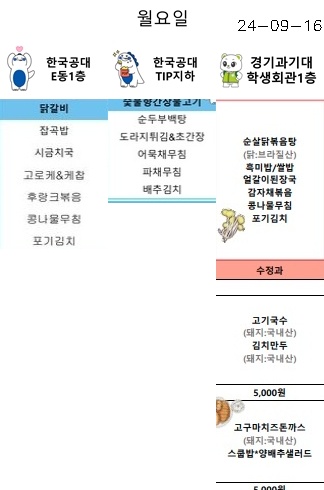 월요일
24-09-16
한국공대
E동1층
한국공대
TIP지하
경기과기대
학생회관1층
닭갈비
잡곡밥
시금치국
고로케&케찹
후랑크볶음
콩나물무침
포기김치
숯불향간장불고기
순두부백탕
도라지튀김&초간장
어묵채무침
파채무침
배추김치
순살닭볶음탕
(닭:브라질산)
흑미밥/쌀밥
얼갈이된장국
감자채볶음
콩나물무침
포기김치
수정과
고기국수
(돼지:국내산)
김치만두
(돼지:국내산)
5,000원
고구마치즈돈까스
(돼지:국내산)
스쿨밥*양배추샐러드
5,000원